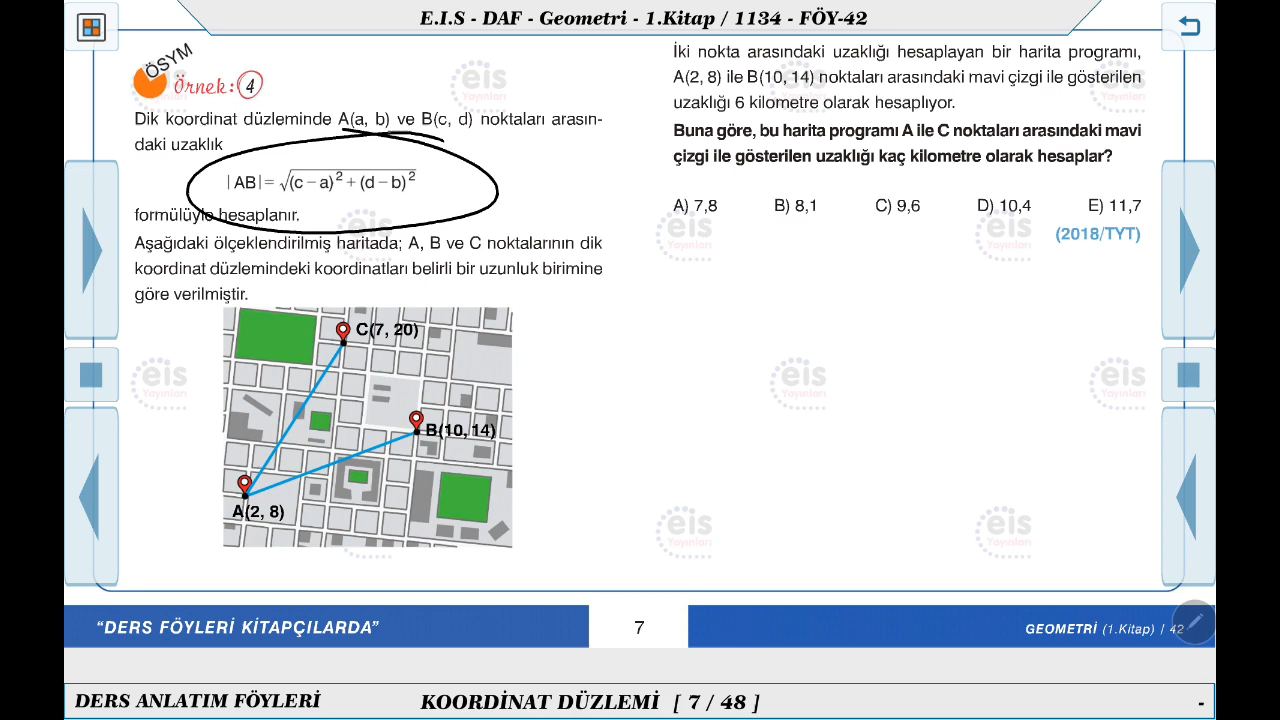 E.I.S - DAF - Geometri - 1.Kitap / 1134 - FÖY-42
ÖSYM
Örnek: 4
Dik koordinat düzleminde A(a, b) ve B(c, d) noktaları arasın-
daki uzaklık
|AB| = √(c – a)² + (d – b)²
formülüyle hesaplanır.
Aşağıdaki ölçeklendirilmiş haritada; A, B ve C noktalarının dik
koordinat düzlemindeki koordinatları belirli bir uzunluk birimine
göre verilmiştir.
C(7, 20)
B(10, 14)
A(2, 8)
İki nokta arasındaki uzaklığı hesaplayan bir harita programı,
A(2, 8) ile B(10, 14) noktaları arasındaki mavi çizgi ile gösterilen
uzaklığı 6 kilometre olarak hesaplıyor.
Buna göre, bu harita programı A ile C noktaları arasındaki mavi
çizgi ile gösterilen uzaklığı kaç kilometre olarak hesaplar?
A) 7,8 B) 8,1 C) 9,6 D) 10,4 E) 11,7
(2018/TYT)
eis Yayınları
"DERS FÖYLERİ KİTAPÇILARDA"
7
GEOMETRİ (1.Kitap) / 42
DERS ANLATIM FÖYLERİ
KOORDİNAT DÜZLEMİ [ 7 / 48 ]
-